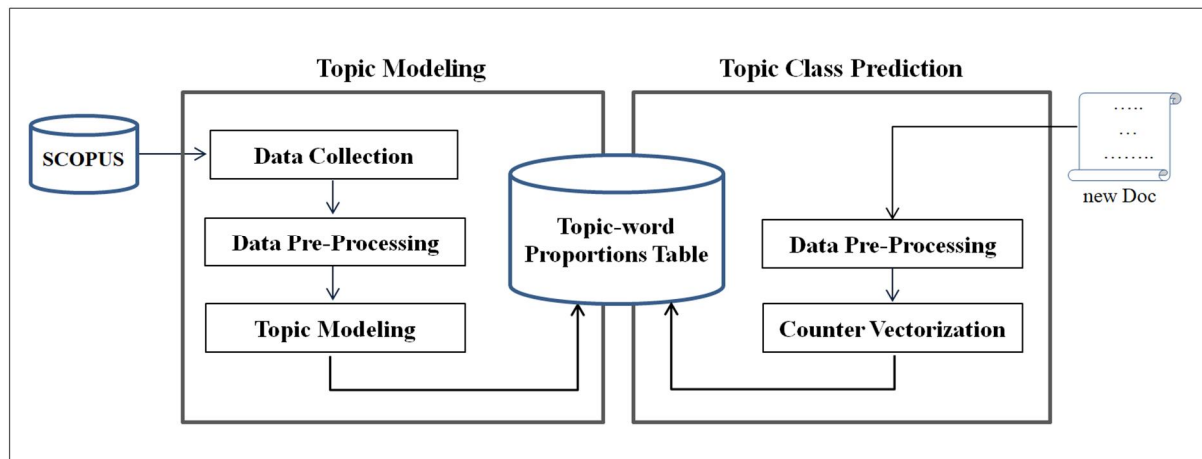 Topic Modeling
Topic Class Prediction
SCOPUS
Data Collection
Data Pre-Processing
Topic Modeling
Topic-word
Proportions Table
.....
...
........
new Doc
Data Pre-Processing
Counter Vectorization